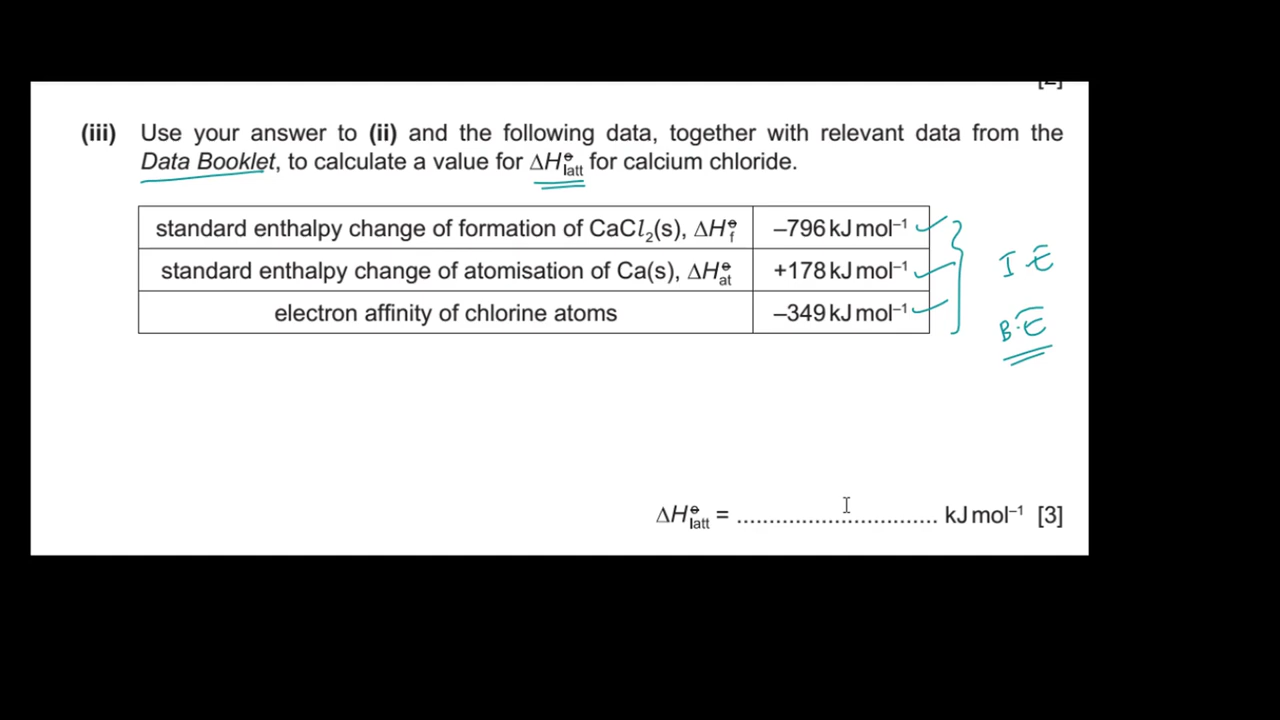 [2]
(iii) Use your answer to (ii) and the following data, together with relevant data from the
Data Booklet, to calculate a value for ΔH⦵latt for calcium chloride.
standard enthalpy change of formation of CaCl₂(s), ΔH⦵f –796 kJ mol⁻¹
standard enthalpy change of atomisation of Ca(s), ΔH⦵at +178 kJ mol⁻¹
I.E
electron affinity of chlorine atoms –349 kJ mol⁻¹
B.E
ΔH⦵latt = .............................. kJ mol⁻¹ [3]